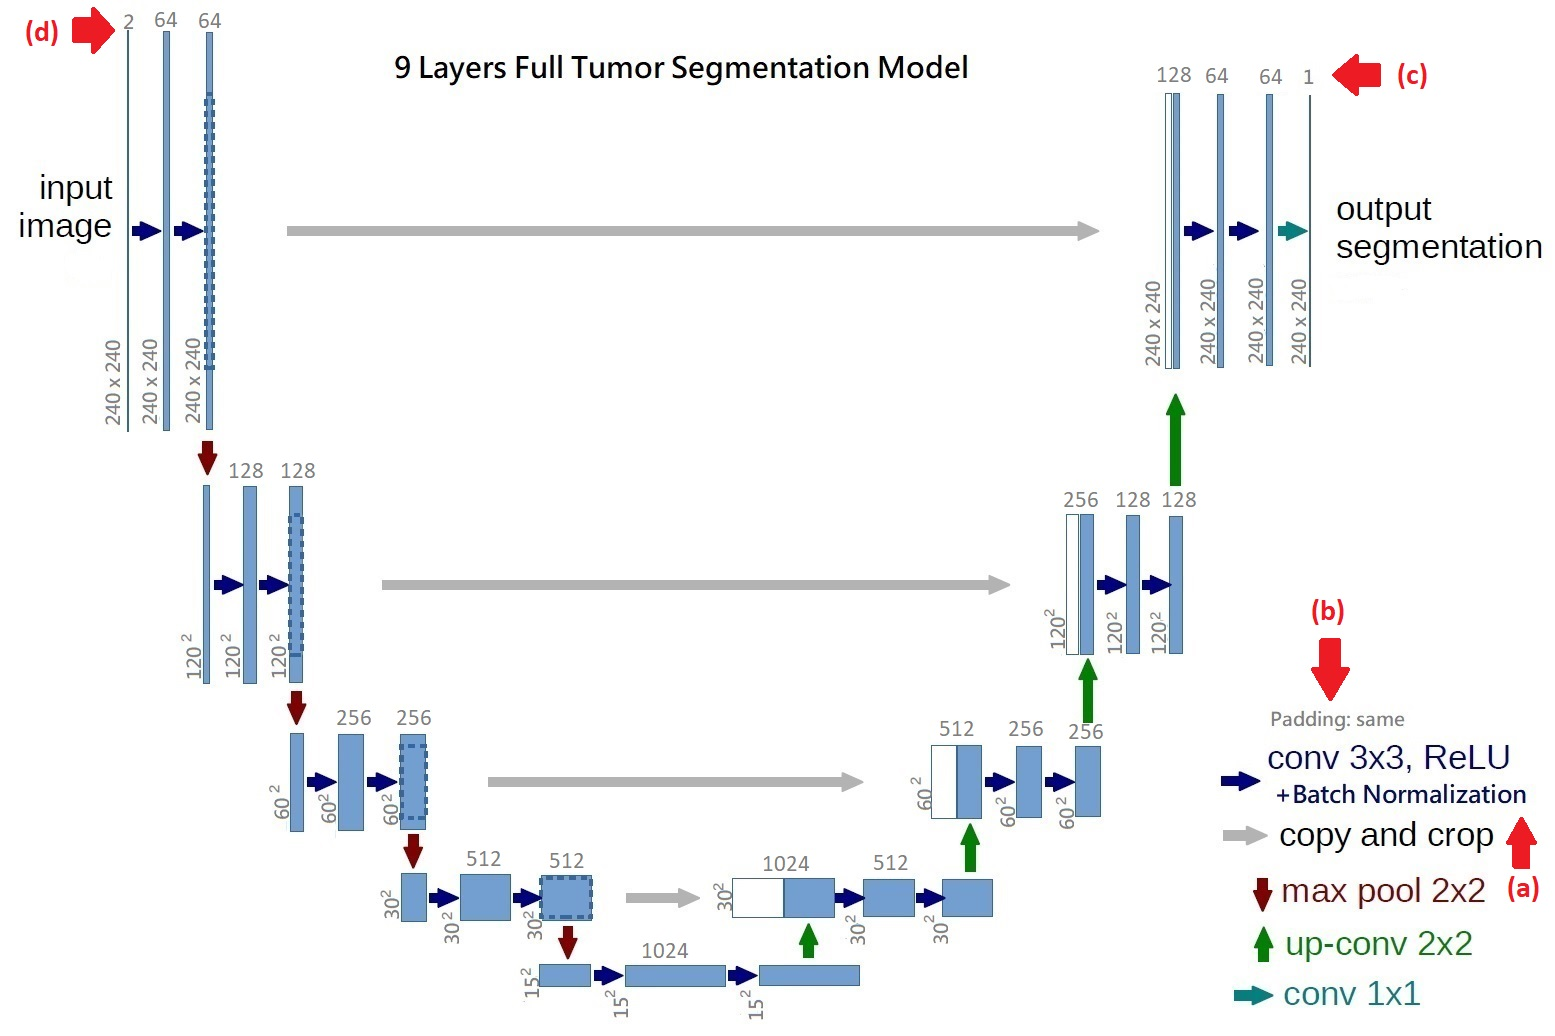 9 Layers Full Tumor Segmentation Model
(d)
2 64 64
input
image
240 x 240
240 x 240
240 x 240
128 64 64 1
(c)
output
segmentation
240 x 240
240 x 240
240 x 240
240 x 240
128 128
120²
120²
120²
256 128 128
120²
120²
120²
256 256
60²
60²
60²
512 256 256
60²
60²
60²
512 512
30²
30²
30²
1024 512
30²
30²
30²
1024
15²
15²
15²
(b)
Padding: same
conv 3x3, ReLU
+Batch Normalization
copy and crop
(a)
max pool 2x2
up-conv 2x2
conv 1x1